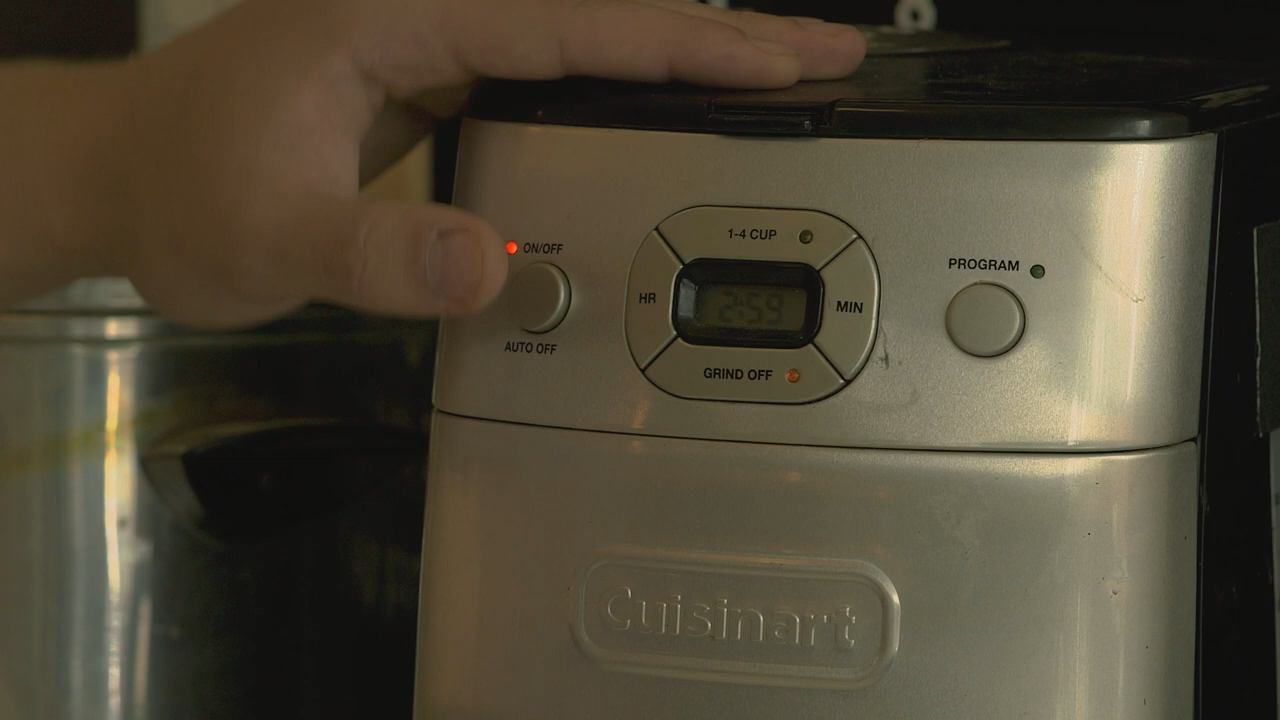 ON/OFF
AUTO OFF
1-4 CUP
HR
2:59
MIN
GRIND OFF
PROGRAM
Cuisinart